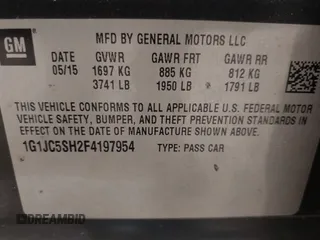 GM
MFD BY GENERAL MOTORS LLC
05/15 GVWR GAWR FRT GAWR RR
1697 KG 885 KG 812 KG
3741 LB 1950 LB 1791 LB
THIS VEHICLE CONFORMS TO ALL APPLICABLE U.S. FEDERAL MOTOR
VEHICLE SAFETY, BUMPER, AND THEFT PREVENTION STANDARDS
IN EFFECT ON THE DATE OF MANUFACTURE SHOWN ABOVE.
1G1JC5SH2F4197954 TYPE: PASS CAR
DREAMBID